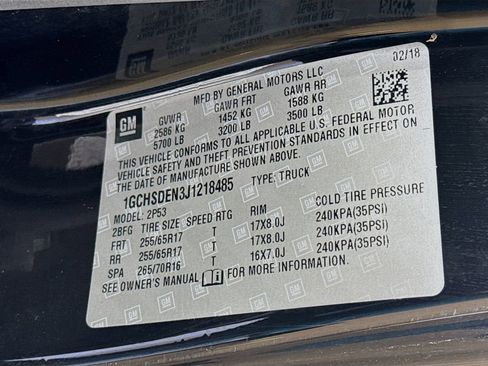 MFD BY GENERAL MOTORS LLC
02/18
GM
GVWR GAWR FRT GAWR RR
2586 KG 1452 KG 1588 KG
5700 LB 3200 LB 3500 LB
THIS VEHICLE CONFORMS TO ALL APPLICABLE U.S. FEDERAL MOTOR
VEHICLE SAFETY AND THEFT PREVENTION STANDARDS IN EFFECT ON
THE DATE OF MANUFACTURE SHOWN ABOVE.
1GCHSDEN3J1218485 TYPE: TRUCK
MODEL: 2P53
2BFG TIRE SIZE SPEED RTG RIM COLD TIRE PRESSURE
FRT 255/65R17 T 17X8.0J 240KPA(35PSI)
RR 255/65R17 T 17X8.0J 240KPA(35PSI)
SPA 265/70R16 T 16X7.0J 240KPA(35PSI)
SEE OWNER'S MANUAL FOR MORE INFORMATION